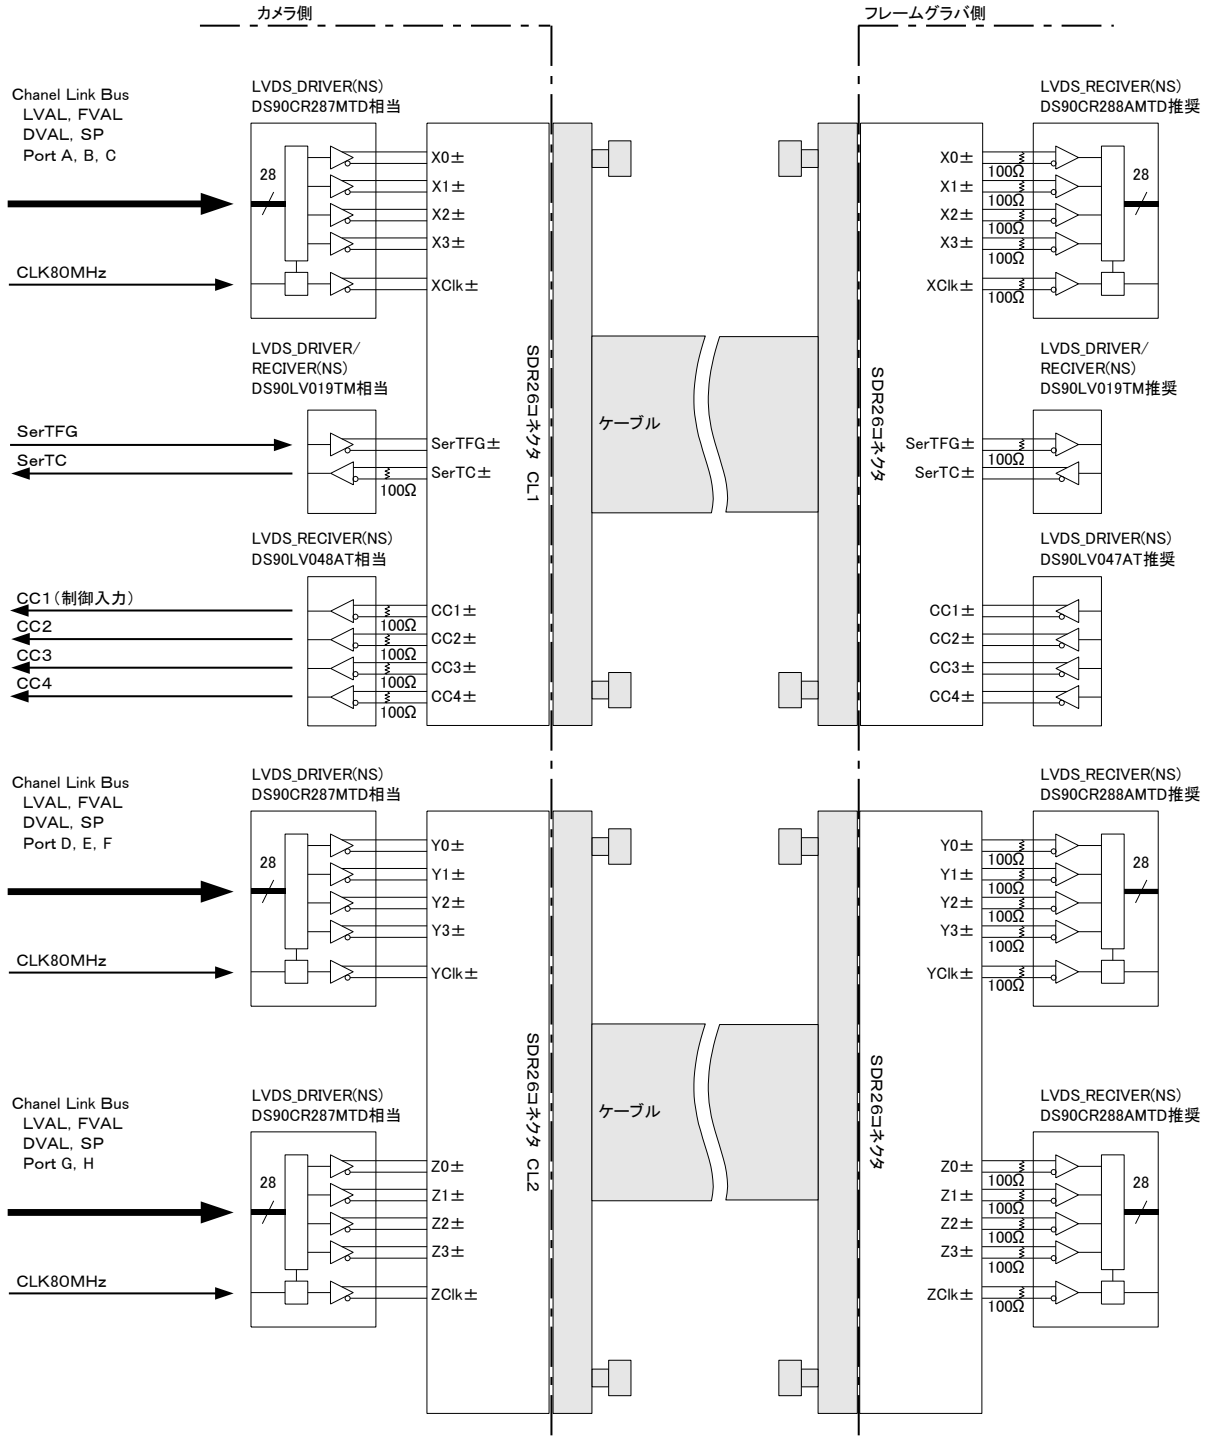 カメラ側
フレームグラバ側
Chanel Link Bus
LVAL, FVAL
DVAL, SP
Port A, B, C
CLK80MHz
LVDS_DRIVER(NS)
DS90CR287MTD相当
28
X0±
X1±
X2±
X3±
XClk±
X0±
X1±
X2±
X3±
XClk±
100Ω
100Ω
100Ω
100Ω
100Ω
LVDS_RECIVER(NS)
DS90CR288AMTD推奨
28
LVDS_DRIVER/
RECIVER(NS)
DS90LV019TM相当
SerTFG
SerTC
100Ω
SerTFG±
SerTC±
SDR26コネクタ CL1
ケーブル
SDR26コネクタ
SerTFG±
SerTC±
100Ω
LVDS_DRIVER/
RECIVER(NS)
DS90LV019TM推奨
LVDS_RECIVER(NS)
DS90LV048AT相当
CC1(制御入力)
CC2
CC3
CC4
100Ω
100Ω
100Ω
100Ω
CC1±
CC2±
CC3±
CC4±
CC1±
CC2±
CC3±
CC4±
LVDS_DRIVER(NS)
DS90LV047AT推奨
Chanel Link Bus
LVAL, FVAL
DVAL, SP
Port D, E, F
CLK80MHz
LVDS_DRIVER(NS)
DS90CR287MTD相当
28
Y0±
Y1±
Y2±
Y3±
YClk±
Y0±
Y1±
Y2±
Y3±
YClk±
100Ω
100Ω
100Ω
100Ω
100Ω
LVDS_RECIVER(NS)
DS90CR288AMTD推奨
28
SDR26コネクタ CL2
ケーブル
SDR26コネクタ
Chanel Link Bus
LVAL, FVAL
DVAL, SP
Port G, H
CLK80MHz
LVDS_DRIVER(NS)
DS90CR287MTD相当
28
Z0±
Z1±
Z2±
Z3±
ZClk±
Z0±
Z1±
Z2±
Z3±
ZClk±
100Ω
100Ω
100Ω
100Ω
100Ω
LVDS_RECIVER(NS)
DS90CR288AMTD推奨
28